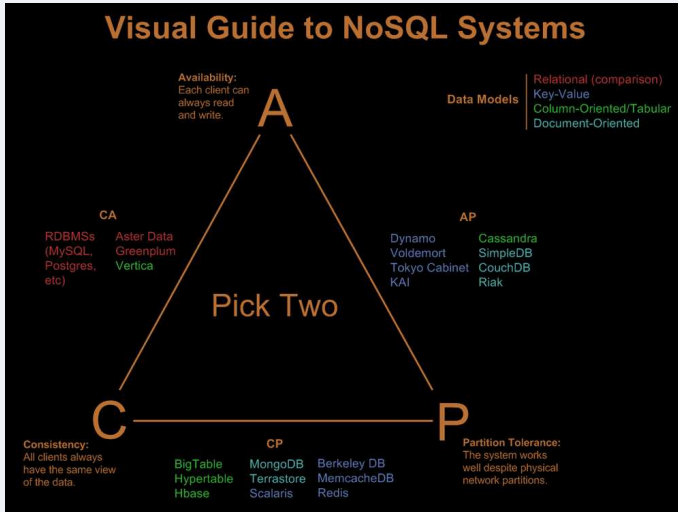 Visual Guide to NoSQL Systems
Availability:
Each client can
always read
and write.
A
Data Models
Relational (comparison)
Key-Value
Column-Oriented/Tabular
Document-Oriented
CA
RDBMSs
(MySQL,
Postgres,
etc)
Aster Data
Greenplum
Vertica
AP
Dynamo
Voldemort
Tokyo Cabinet
KAI
Cassandra
SimpleDB
CouchDB
Riak
Pick Two
C
P
Consistency:
All clients always
have the same view
of the data.
CP
BigTable
Hypertable
Hbase
MongoDB
Terrastore
Scalaris
Berkeley DB
MemcacheDB
Redis
Partition Tolerance:
The system works
well despite physical
network partitions.